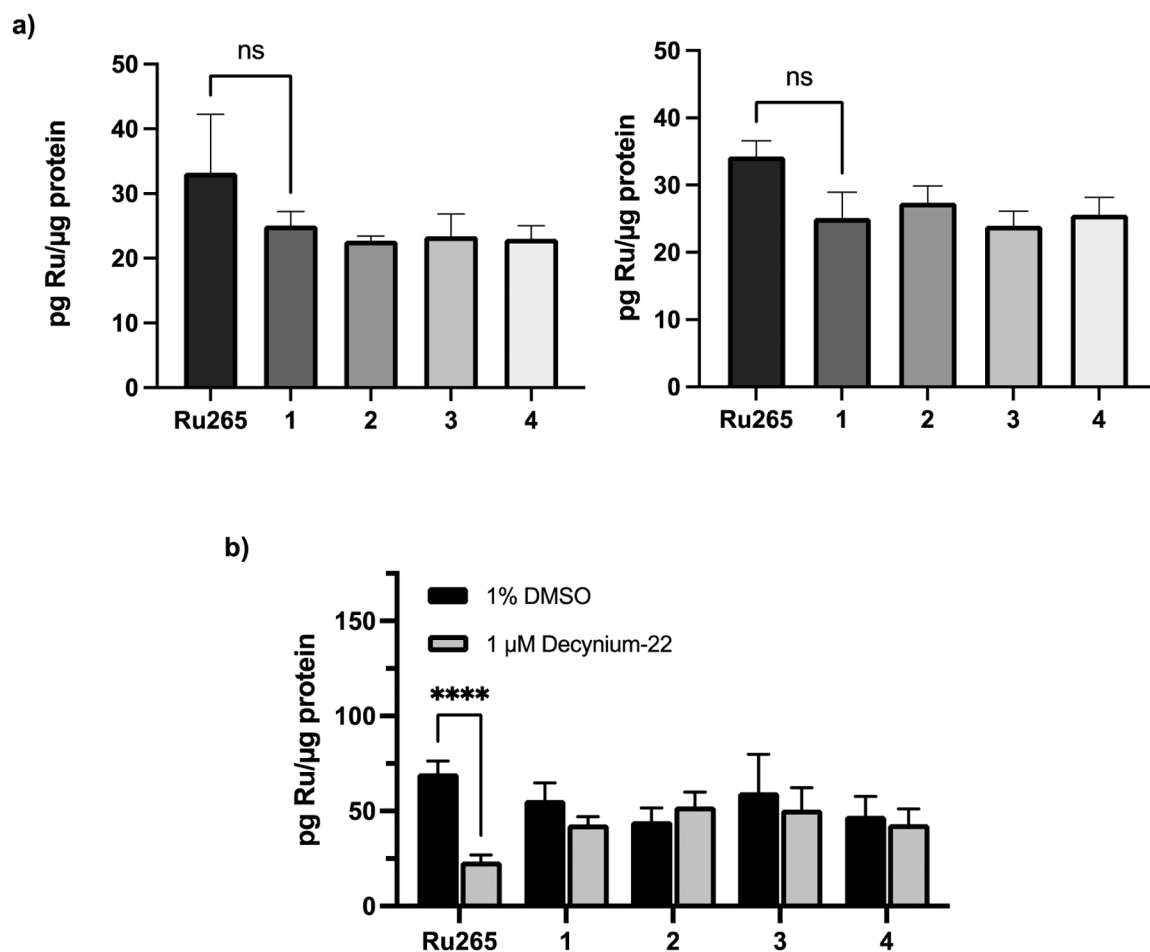 a)
ns
50
40
30
20
10
0
pg Ru/µg protein
Ru265 1 2 3 4
ns
50
40
30
20
10
0
pg Ru/µg protein
Ru265 1 2 3 4
b)
1% DMSO
1 µM Decynium-22
****
150
100
50
0
pg Ru/µg protein
Ru265 1 2 3 4